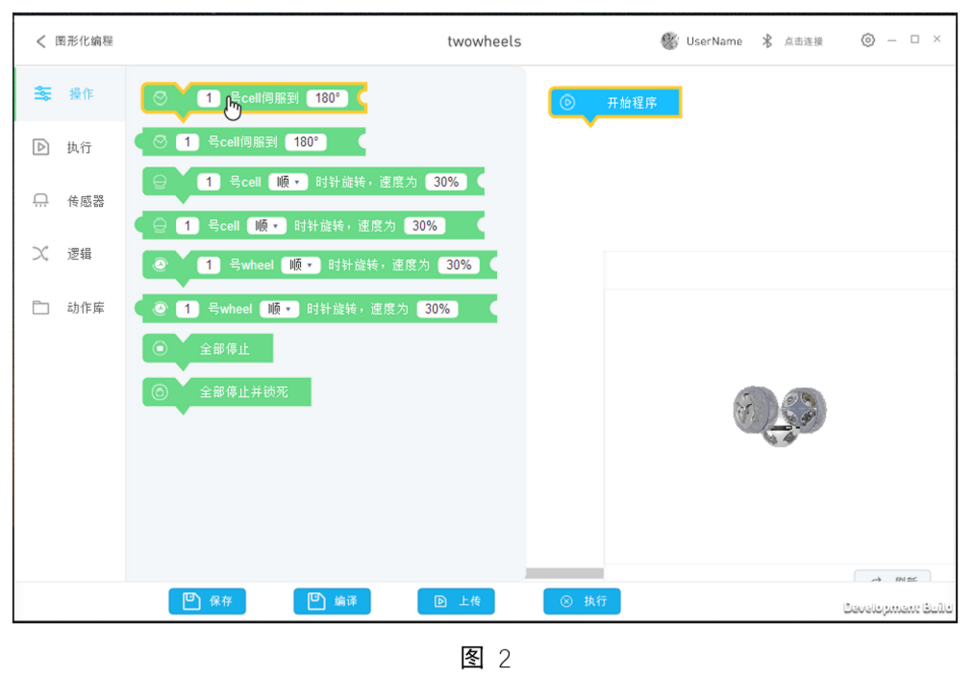 图形化编程
twowheels
UserName
点击连接
操作
执行
传感器
逻辑
动作库
1 号cell伺服到 180°
1 号cell伺服到 180°
1 号cell 顺 时针旋转，速度为 30%
1 号cell 顺 时针旋转，速度为 30%
1 号wheel 顺 时针旋转，速度为 30%
1 号wheel 顺 时针旋转，速度为 30%
全部停止
全部停止并锁死
开始程序
刷新
保存
编译
上传
执行
Development Build
图 2